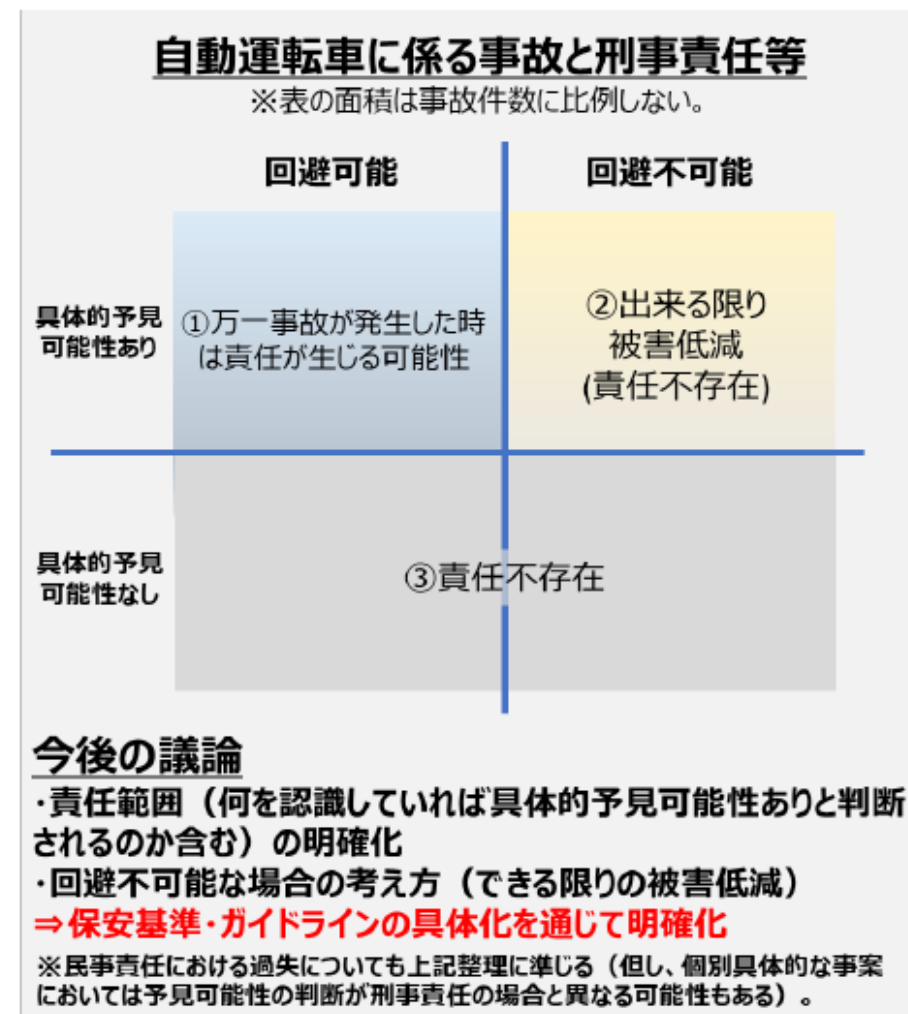 自動運転車に係る事故と刑事責任等
※表の面積は事故件数に比例しない。
回避可能
回避不可能
具体的予見
可能性あり
①万一事故が発生した時
は責任が生じる可能性
②出来る限り
被害低減
(責任不存在)
具体的予見
可能性なし
③責任不存在
今後の議論
・責任範囲（何を認識していれば具体的予見可能性ありと判断
されるのか含む）の明確化
・回避不可能な場合の考え方（できる限りの被害低減）
⇒保安基準・ガイドラインの具体化を通じて明確化
※民事責任における過失についても上記整理に準じる（但し、個別具体的な事案
においては予見可能性の判断が刑事責任の場合と異なる可能性もある）。